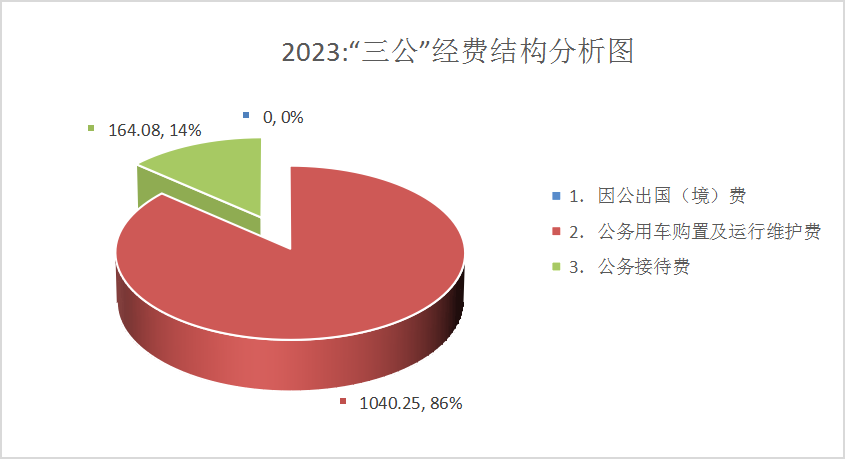 2023:“三公”经费结构分析图
0, 0%
164.08, 14%
1. 因公出国（境）费
2. 公务用车购置及运行维护费
3. 公务接待费
1040.25, 86%